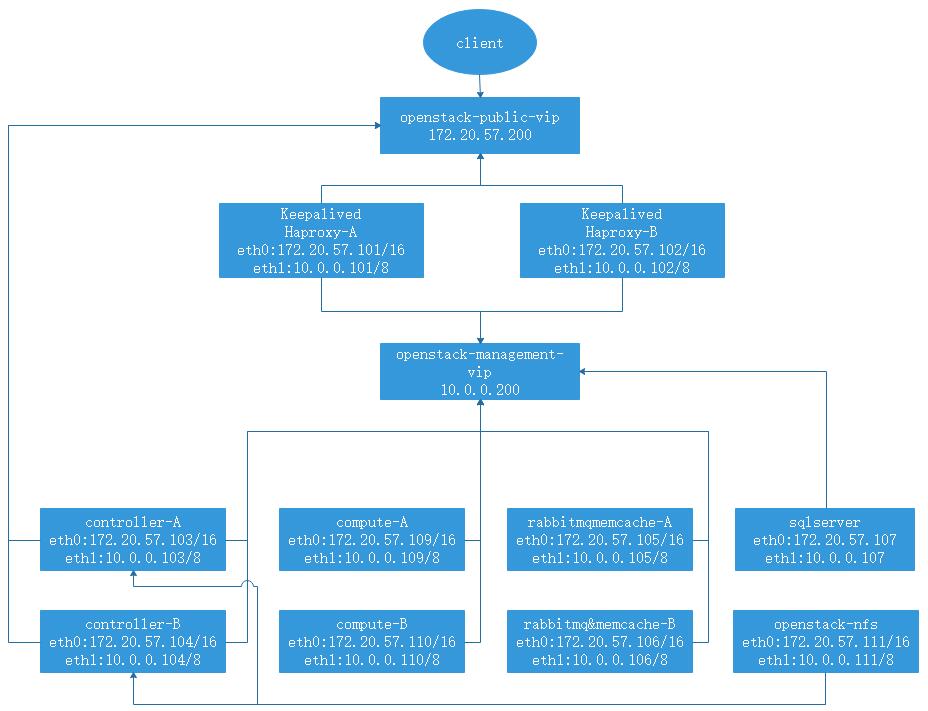 client
openstack-public-vip
172.20.57.200
Keepalived
Haproxy-A
eth0:172.20.57.101/16
eth1:10.0.0.101/8
Keepalived
Haproxy-B
eth0:172.20.57.102/16
eth1:10.0.0.102/8
openstack-management-
vip
10.0.0.200
controller-A
eth0:172.20.57.103/16
eth1:10.0.0.103/8
compute-A
eth0:172.20.57.109/16
eth1:10.0.0.109/8
rabbitmqmemcache-A
eth0:172.20.57.105/16
eth1:10.0.0.105/8
sqlserver
eth0:172.20.57.107
eth1:10.0.0.107
controller-B
eth0:172.20.57.104/16
eth1:10.0.0.104/8
compute-B
eth0:172.20.57.110/16
eth1:10.0.0.110/8
rabbitmq&memcache-B
eth0:172.20.57.106/16
eth1:10.0.0.106/8
openstack-nfs
eth0:172.20.57.111/16
eth1:10.0.0.111/8